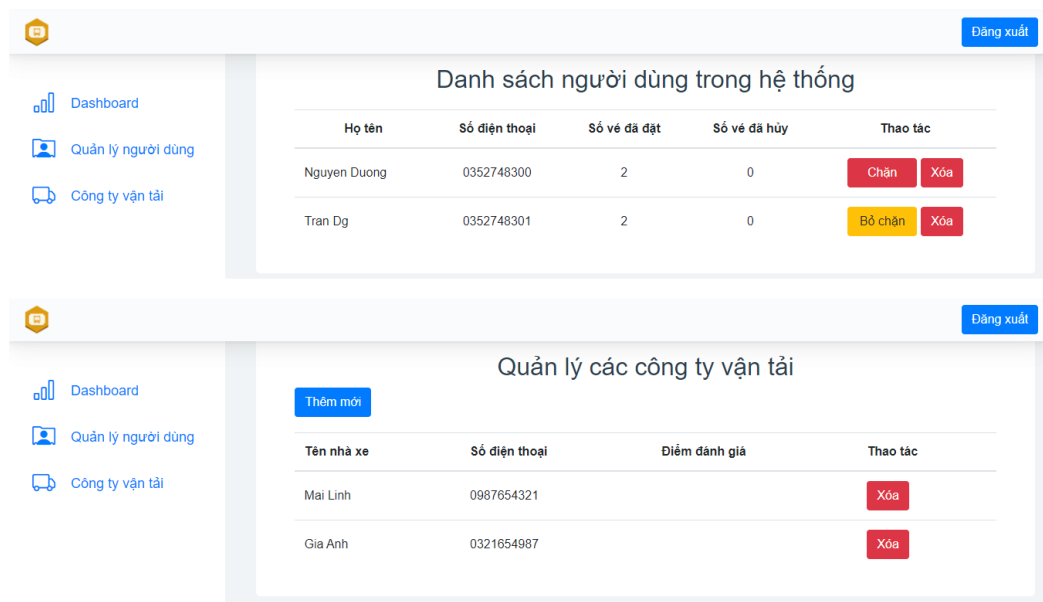 Đăng xuất
Danh sách người dùng trong hệ thống
Dashboard
Quản lý người dùng
Công ty vận tải
Họ tên Số điện thoại Số vé đã đặt Số vé đã hủy Thao tác
Nguyen Duong 0352748300 2 0 Chặn Xóa
Tran Dg 0352748301 2 0 Bỏ chặn Xóa
Đăng xuất
Quản lý các công ty vận tải
Dashboard
Quản lý người dùng
Công ty vận tải
Thêm mới
Tên nhà xe Số điện thoại Điểm đánh giá Thao tác
Mai Linh 0987654321 Xóa
Gia Anh 0321654987 Xóa